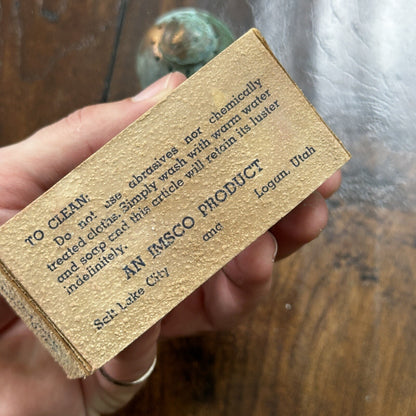 TO CLEAN:
Do not use abrasives nor chemically
treated cloths. Simply wash with warm water
and soap and this article will retain its luster
indefinitely.
AN IMSCO PRODUCT
Salt Lake City and Logan, Utah